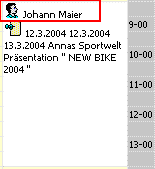 Johann Maier
12.3.2004 12.3.2004
13.3.2004 Annas Sportwelt
Präsentation " NEW BIKE
2004 "
9-00
10-00
11-00
12-00
13-00